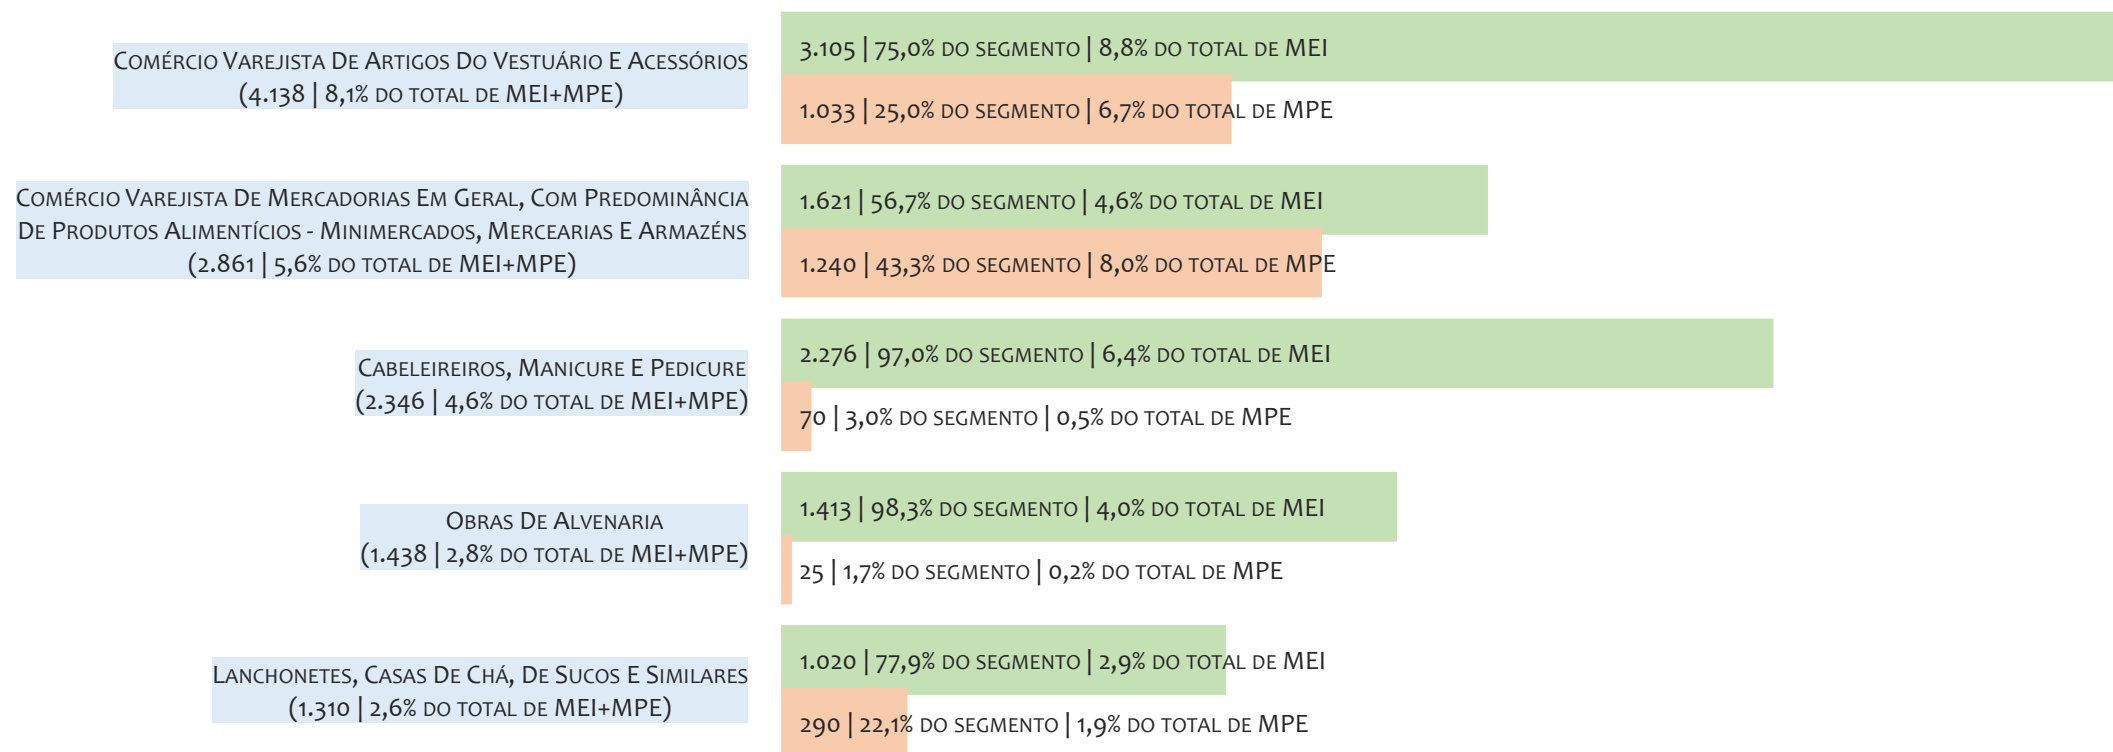 Comércio Varejista De Artigos Do Vestuário E Acessórios
(4.138 | 8,1% do total de MEI+MPE)
3.105 | 75,0% do segmento | 8,8% do total de MEI
1.033 | 25,0% do segmento | 6,7% do total de MPE
Comércio Varejista De Mercadorias Em Geral, Com Predominância
De Produtos Alimentícios - Minimercados, Mercearias E Armazéns
(2.861 | 5,6% do total de MEI+MPE)
1.621 | 56,7% do segmento | 4,6% do total de MEI
1.240 | 43,3% do segmento | 8,0% do total de MPE
Cabeleireiros, Manicure E Pedicure
(2.346 | 4,6% do total de MEI+MPE)
2.276 | 97,0% do segmento | 6,4% do total de MEI
70 | 3,0% do segmento | 0,5% do total de MPE
Obras De Alvenaria
(1.438 | 2,8% do total de MEI+MPE)
1.413 | 98,3% do segmento | 4,0% do total de MEI
25 | 1,7% do segmento | 0,2% do total de MPE
Lanchonetes, Casas De Chá, De Sucos E Similares
(1.310 | 2,6% do total de MEI+MPE)
1.020 | 77,9% do segmento | 2,9% do total de MEI
290 | 22,1% do segmento | 1,9% do total de MPE